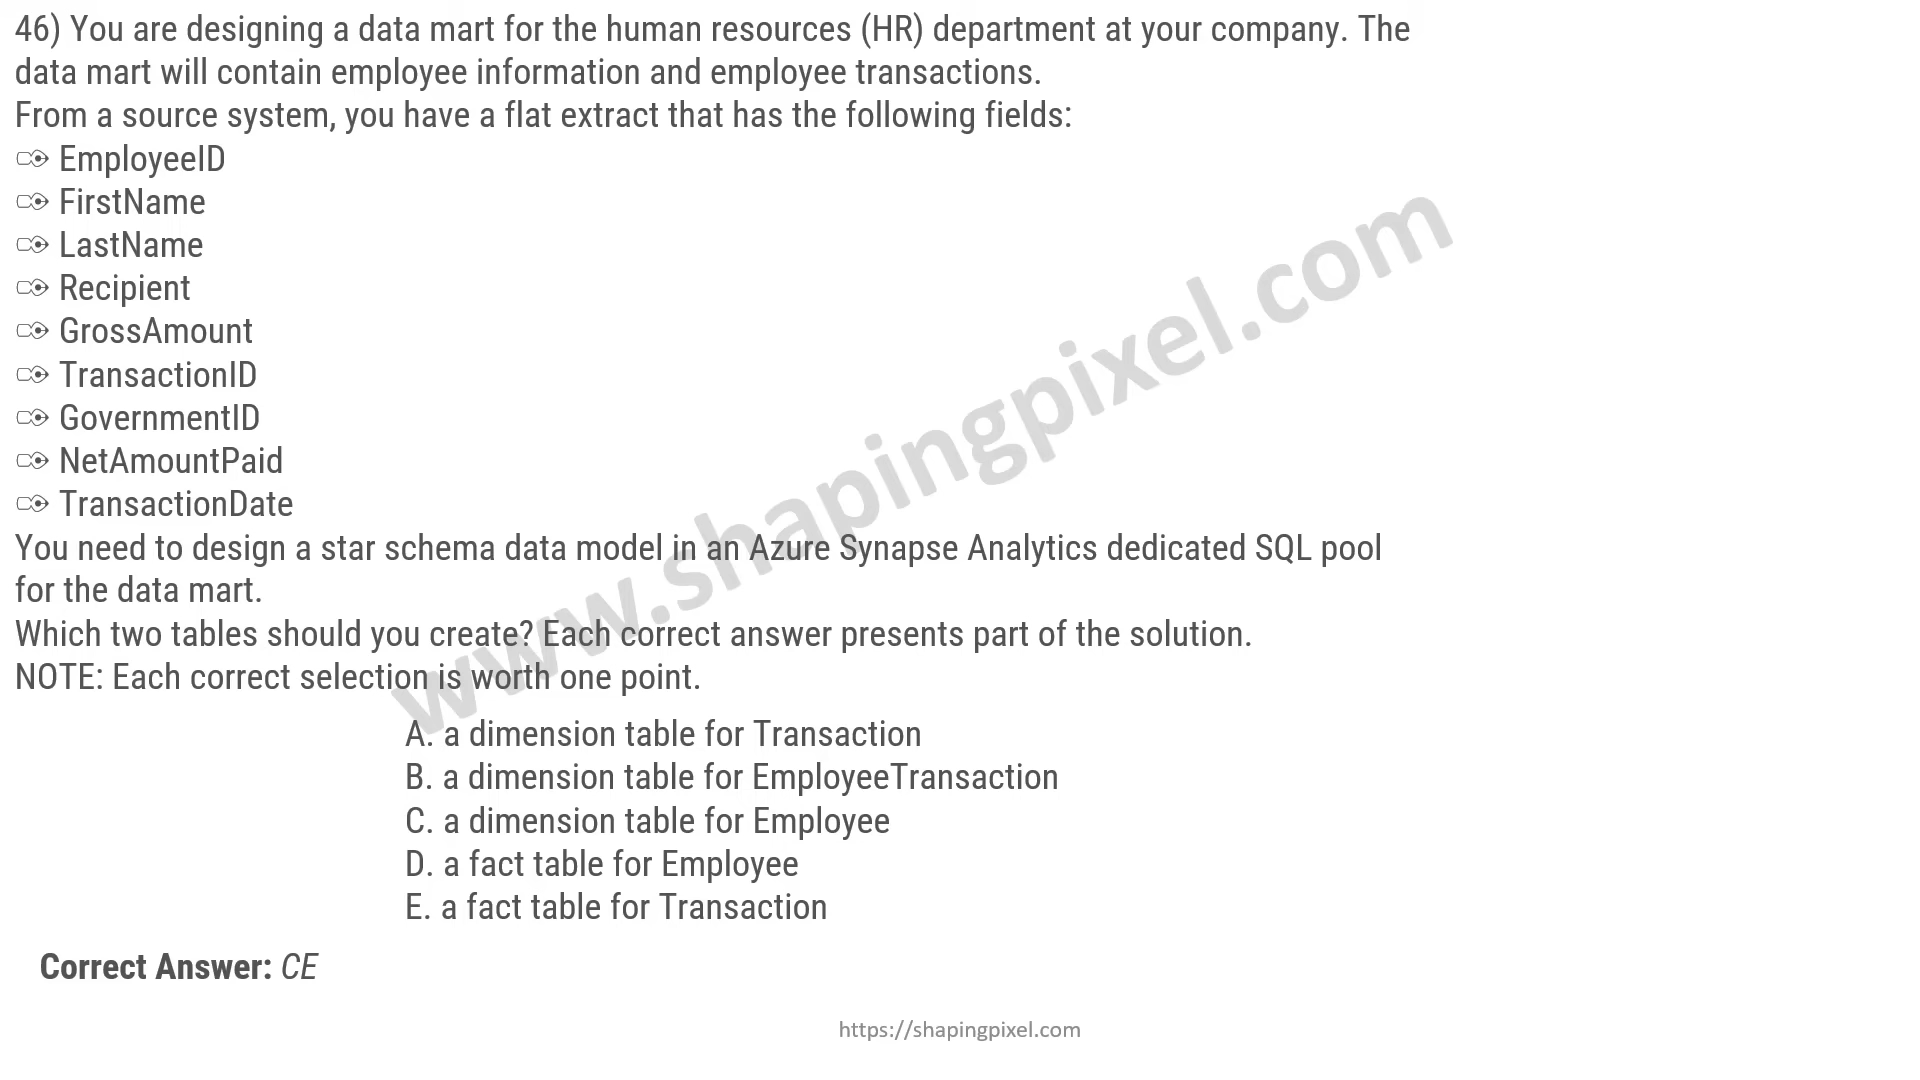 46) You are designing a data mart for the human resources (HR) department at your company. The
data mart will contain employee information and employee transactions.
From a source system, you have a flat extract that has the following fields:
EmployeeID
FirstName
LastName
Recipient
GrossAmount
TransactionID
GovernmentID
NetAmountPaid
TransactionDate
You need to design a star schema data model in an Azure Synapse Analytics dedicated SQL pool
for the data mart.
Which two tables should you create? Each correct answer presents part of the solution.
NOTE: Each correct selection is worth one point.
A. a dimension table for Transaction
B. a dimension table for EmployeeTransaction
C. a dimension table for Employee
D. a fact table for Employee
E. a fact table for Transaction
Correct Answer: CE
www.shapingpixel.com
https://shapingpixel.com